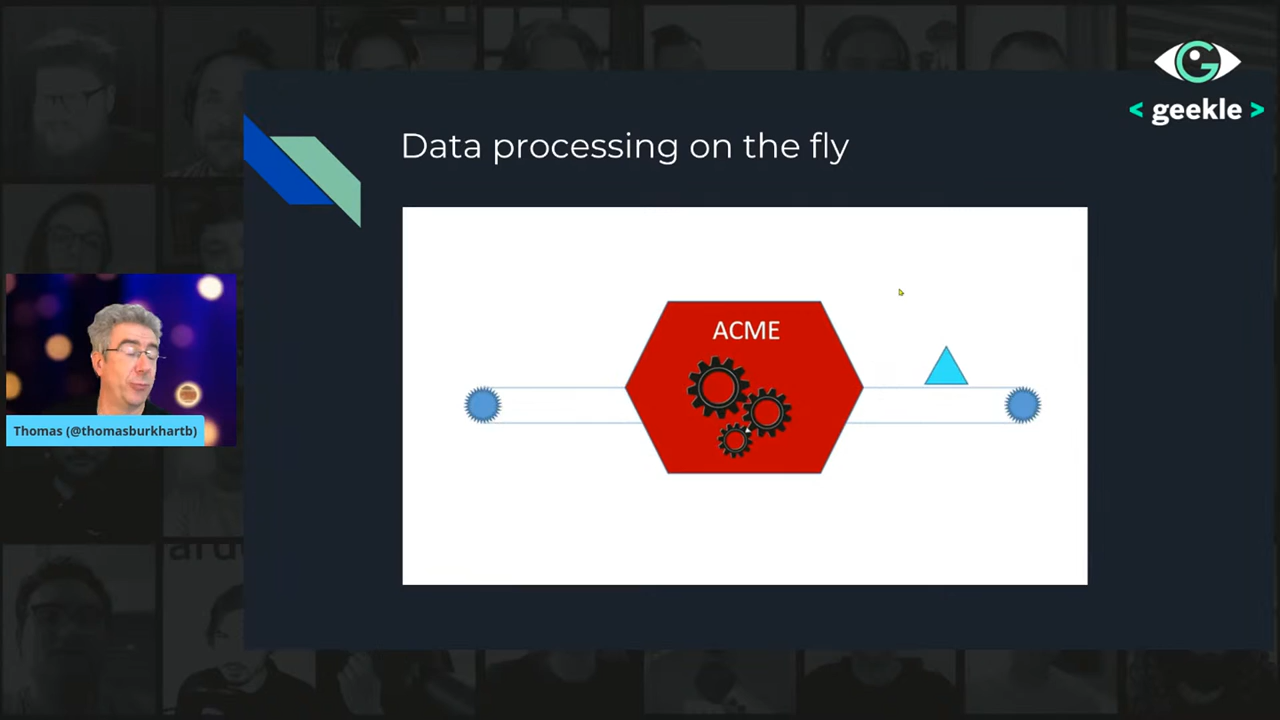 < geekle >
Data processing on the fly
ACME
Thomas (@thomasburkhartb)